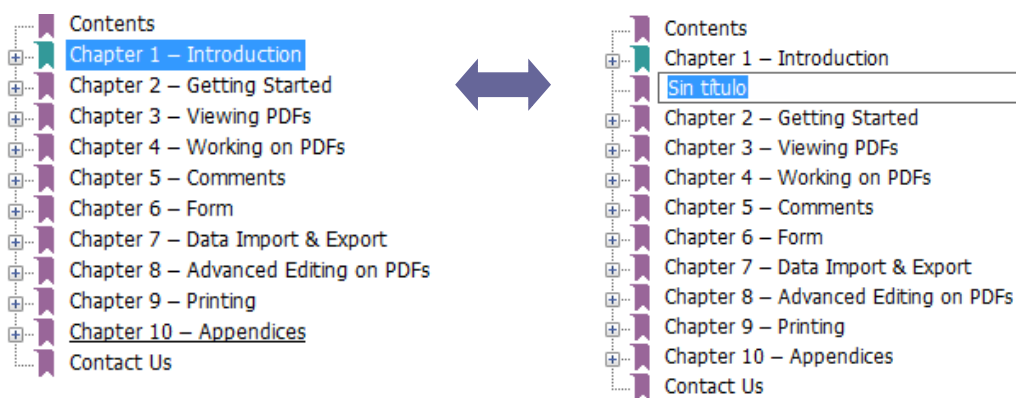 Contents
Chapter 1 – Introduction
Chapter 2 – Getting Started
Chapter 3 – Viewing PDFs
Chapter 4 – Working on PDFs
Chapter 5 – Comments
Chapter 6 – Form
Chapter 7 – Data Import & Export
Chapter 8 – Advanced Editing on PDFs
Chapter 9 – Printing
Chapter 10 – Appendices
Contact Us
Contents
Chapter 1 – Introduction
Sin título
Chapter 2 – Getting Started
Chapter 3 – Viewing PDFs
Chapter 4 – Working on PDFs
Chapter 5 – Comments
Chapter 6 – Form
Chapter 7 – Data Import & Export
Chapter 8 – Advanced Editing on PDFs
Chapter 9 – Printing
Chapter 10 – Appendices
Contact Us